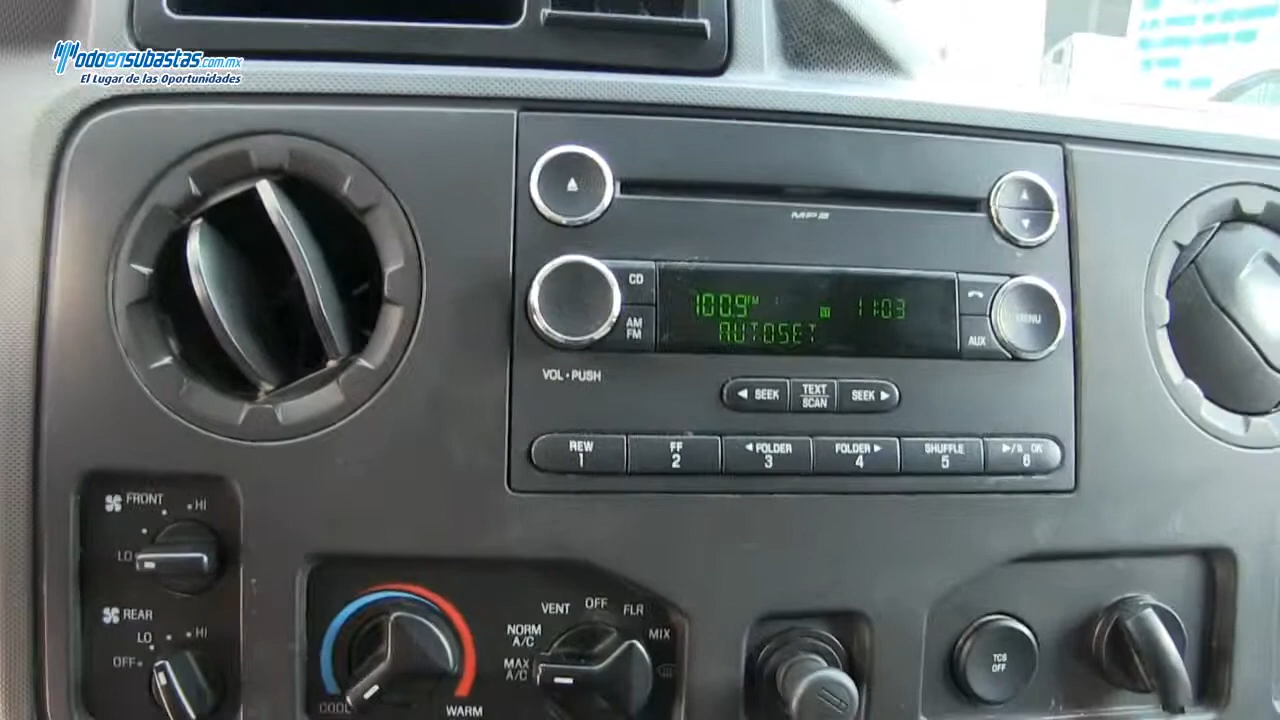 Todoensubastas.com.mx
El Lugar de las Oportunidades
MP3
CD
AM
FM
100.9 FM
11:03
AUTOSET
MENU
AUX
VOL • PUSH
SEEK
TEXT
SCAN
SEEK
REW
1
FF
2
FOLDER
3
FOLDER
4
SHUFFLE
5
6
FRONT
HI
LO
REAR
LO
HI
OFF
COOL
WARM
VENT
OFF
FLR
NORM
A/C
MIX
MAX
A/C
TCS
OFF